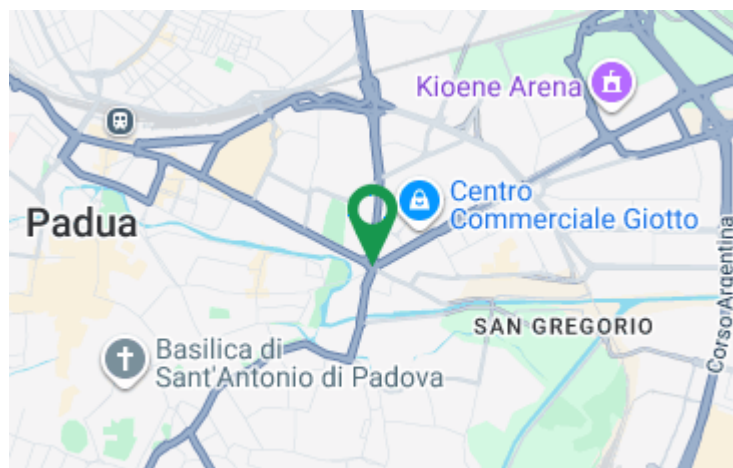 Kioene Arena
Centro
Commerciale Giotto
Padua
SAN GREGORIO
Corso Argentina
Basilica di
Sant'Antonio di Padova